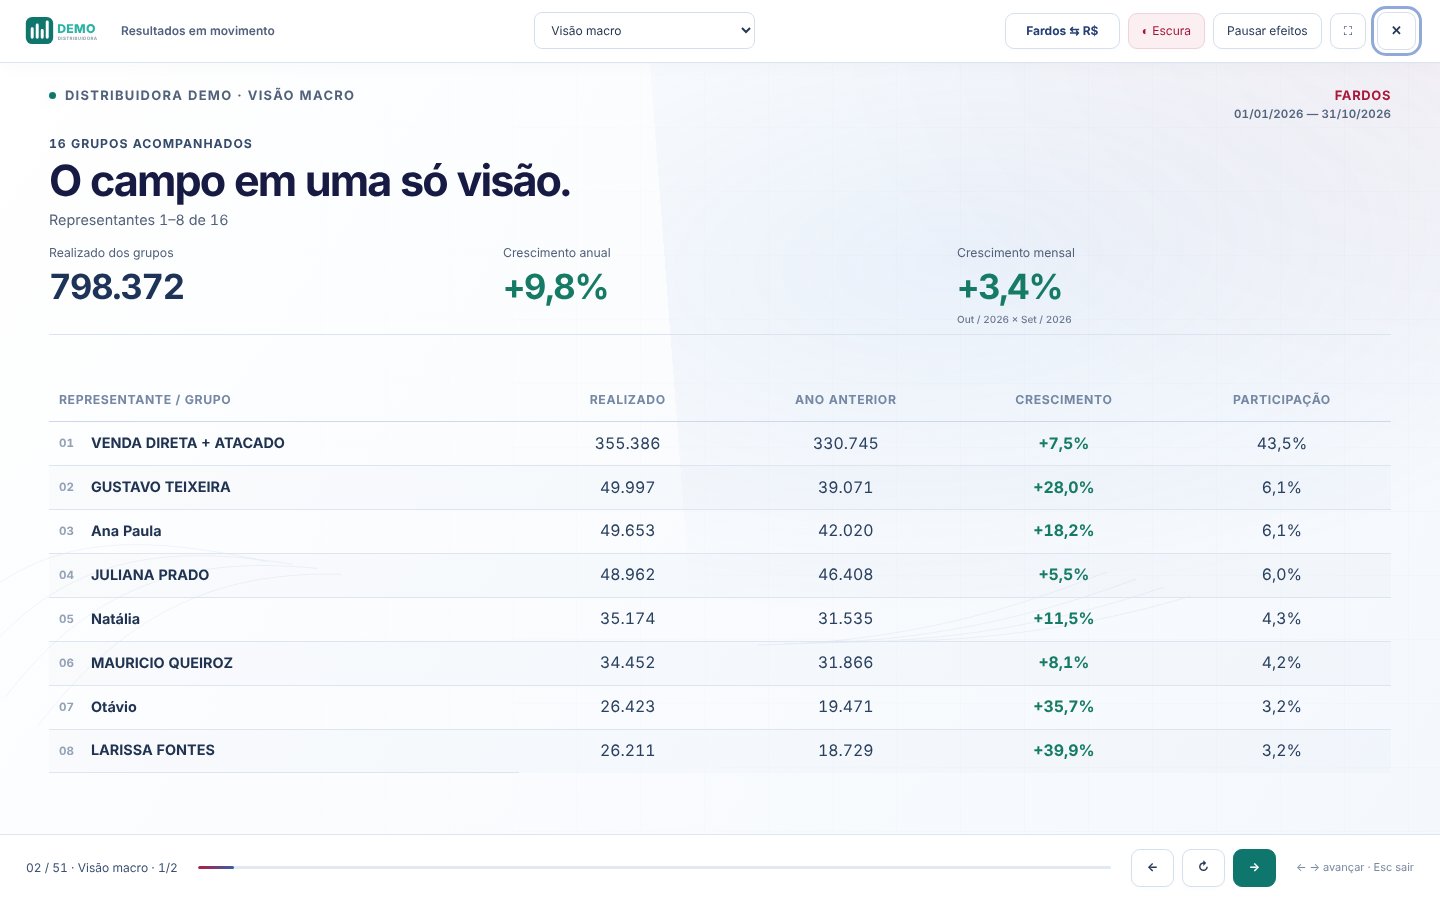 DEMO
DISTRIBUIDORA
Resultados em movimento
Visão macro
Fardos ⇆ R$
Escura
Pausar efeitos
×
DISTRIBUIDORA DEMO · VISÃO MACRO
FARDOS
01/01/2026 — 31/10/2026
16 GRUPOS ACOMPANHADOS
O campo em uma só visão.
Representantes 1–8 de 16
Realizado dos grupos
798.372
Crescimento anual
+9,8%
Crescimento mensal
+3,4%
Out / 2026 × Set / 2026
REPRESENTANTE / GRUPO REALIZADO ANO ANTERIOR CRESCIMENTO PARTICIPAÇÃO
01 VENDA DIRETA + ATACADO 355.386 330.745 +7,5% 43,5%
02 GUSTAVO TEIXEIRA 49.997 39.071 +28,0% 6,1%
03 Ana Paula 49.653 42.020 +18,2% 6,1%
04 JULIANA PRADO 48.962 46.408 +5,5% 6,0%
05 Natália 35.174 31.535 +11,5% 4,3%
06 MAURICIO QUEIROZ 34.452 31.866 +8,1% 4,2%
07 Otávio 26.423 19.471 +35,7% 3,2%
08 LARISSA FONTES 26.211 18.729 +39,9% 3,2%
02 / 51 · Visão macro · 1/2
← ↻ →
← → avançar · Esc sair